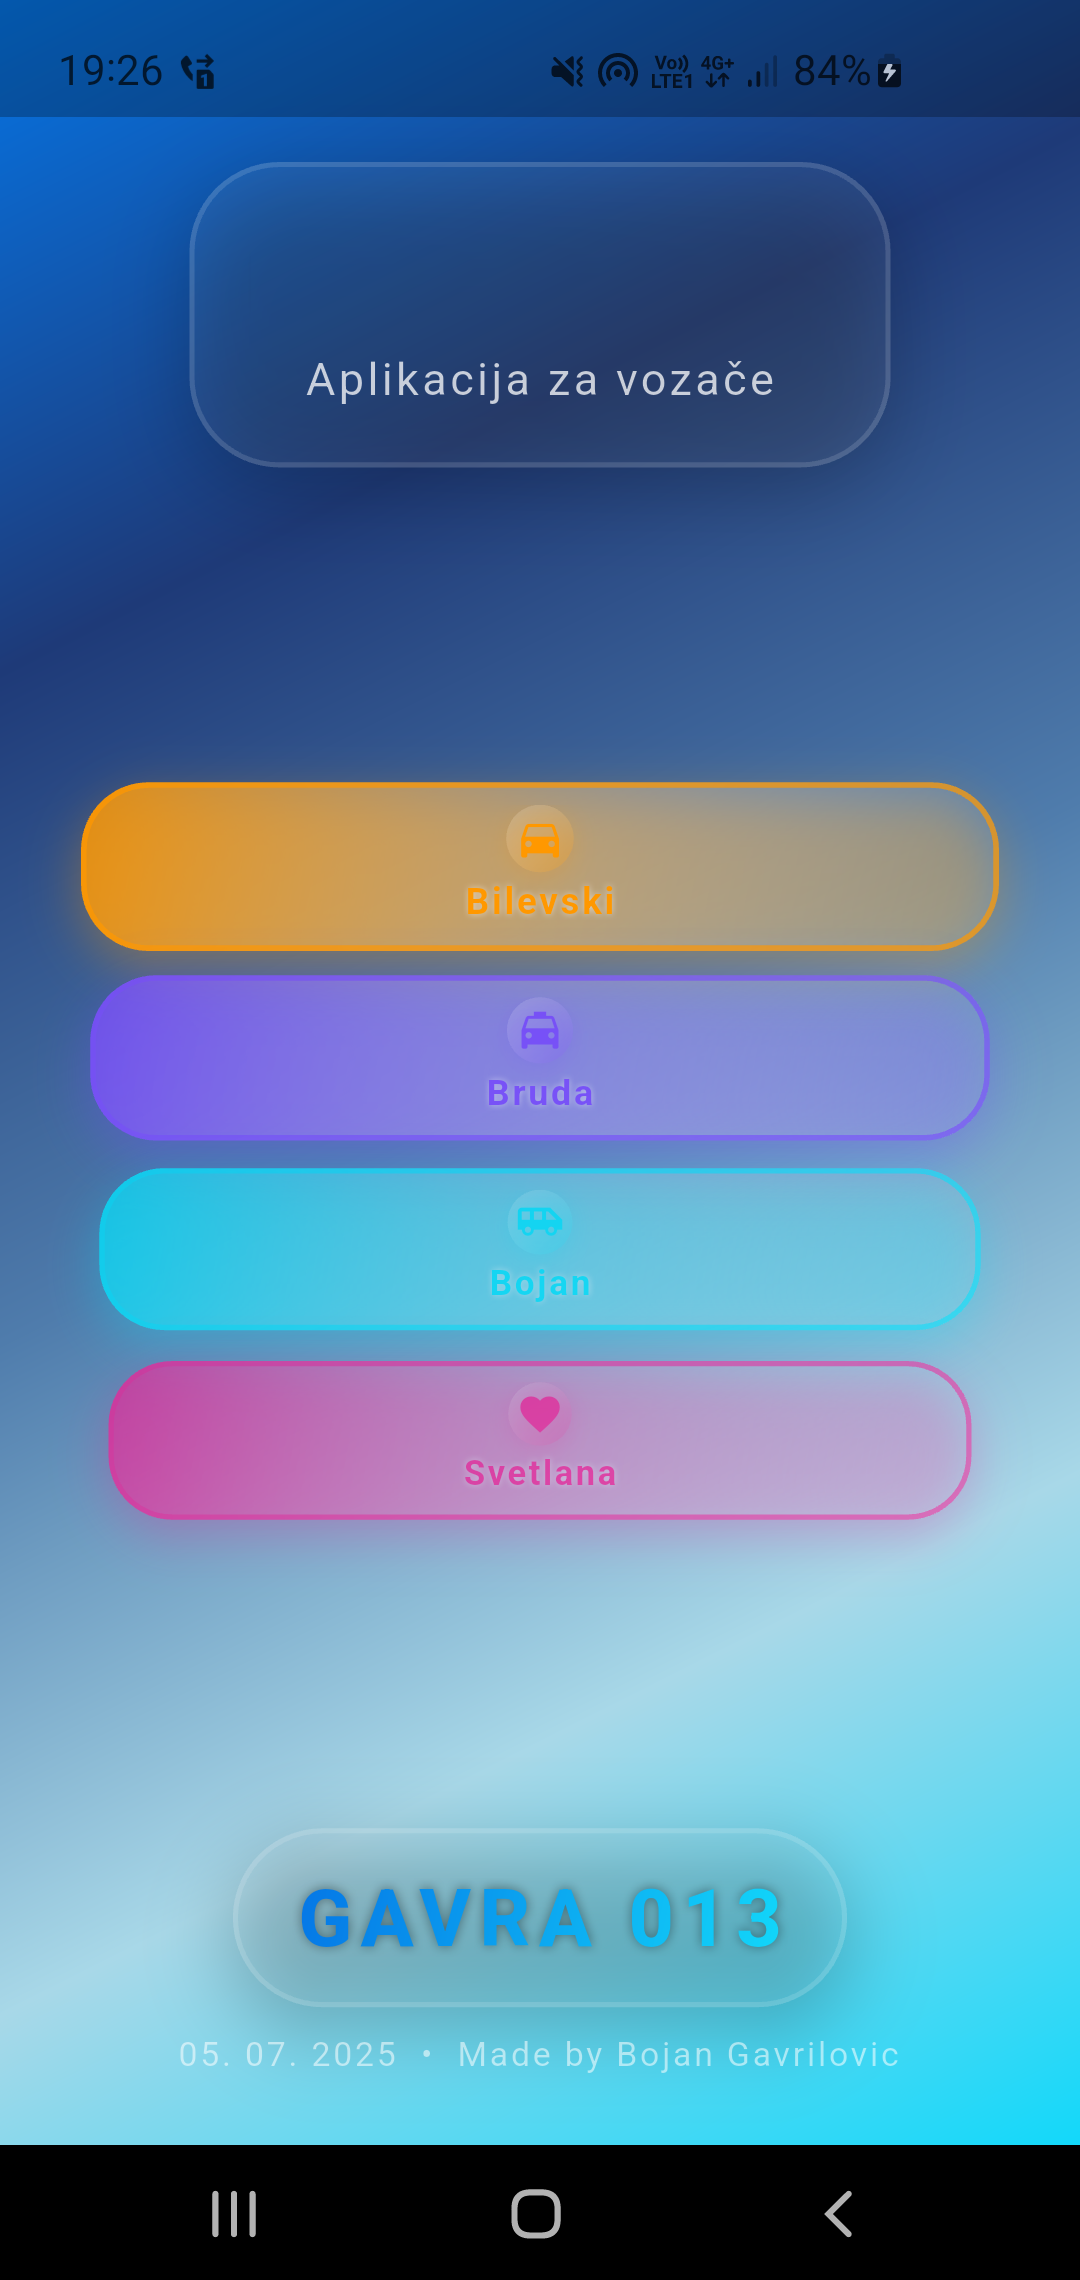 19:26
Vo)) 4G+
LTE1
84%
Aplikacija za vozače
Bilevski
Bruda
Bojan
Svetlana
GAVRA 013
05. 07. 2025 • Made by Bojan Gavrilovic